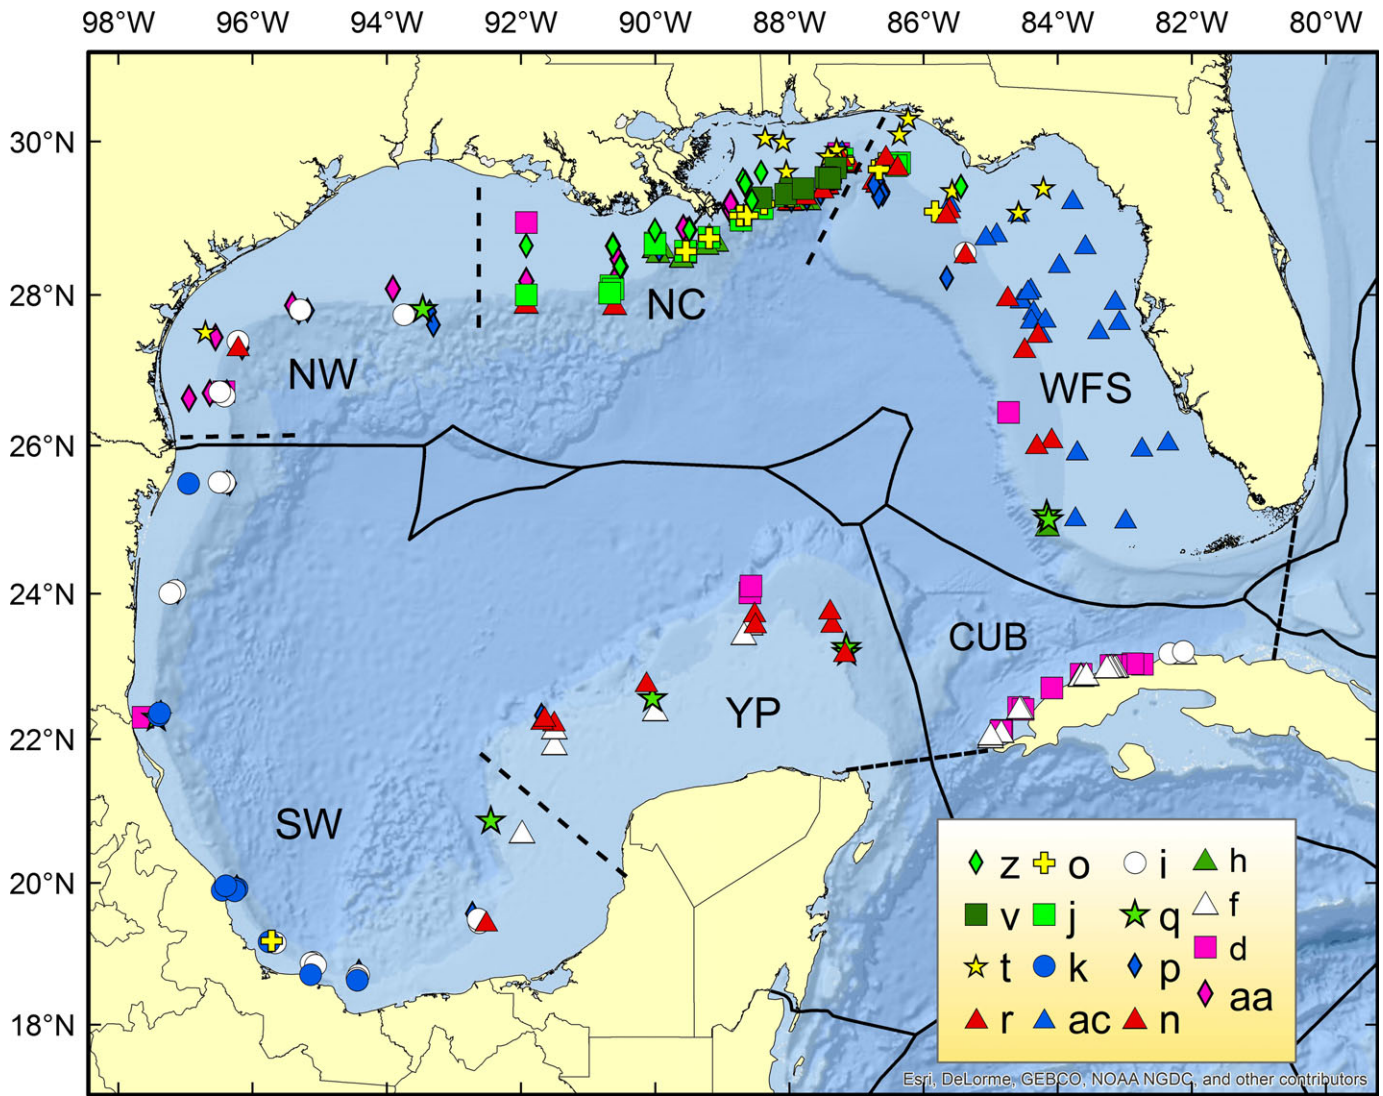 98°W 96°W 94°W 92°W 90°W 88°W 86°W 84°W 82°W 80°W
30°N
28°N
26°N
24°N
22°N
20°N
18°N
NC
NW
WFS
CUB
YP
SW
z o i h
v j q f
t k p d
r ac n aa
Esri, DeLorme, GEBCO, NOAA NGDC, and other contributors